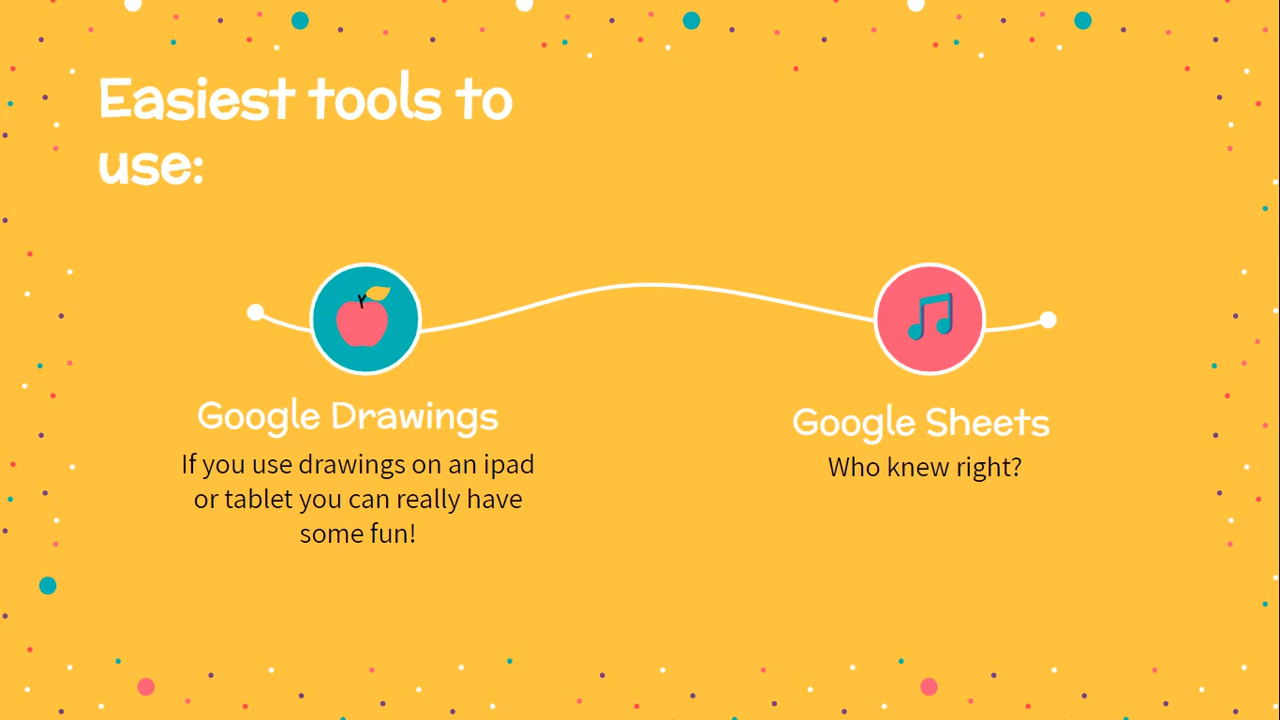 Easiest tools to
use:
Google Drawings
If you use drawings on an ipad
or tablet you can really have
some fun!
Google Sheets
Who knew right?